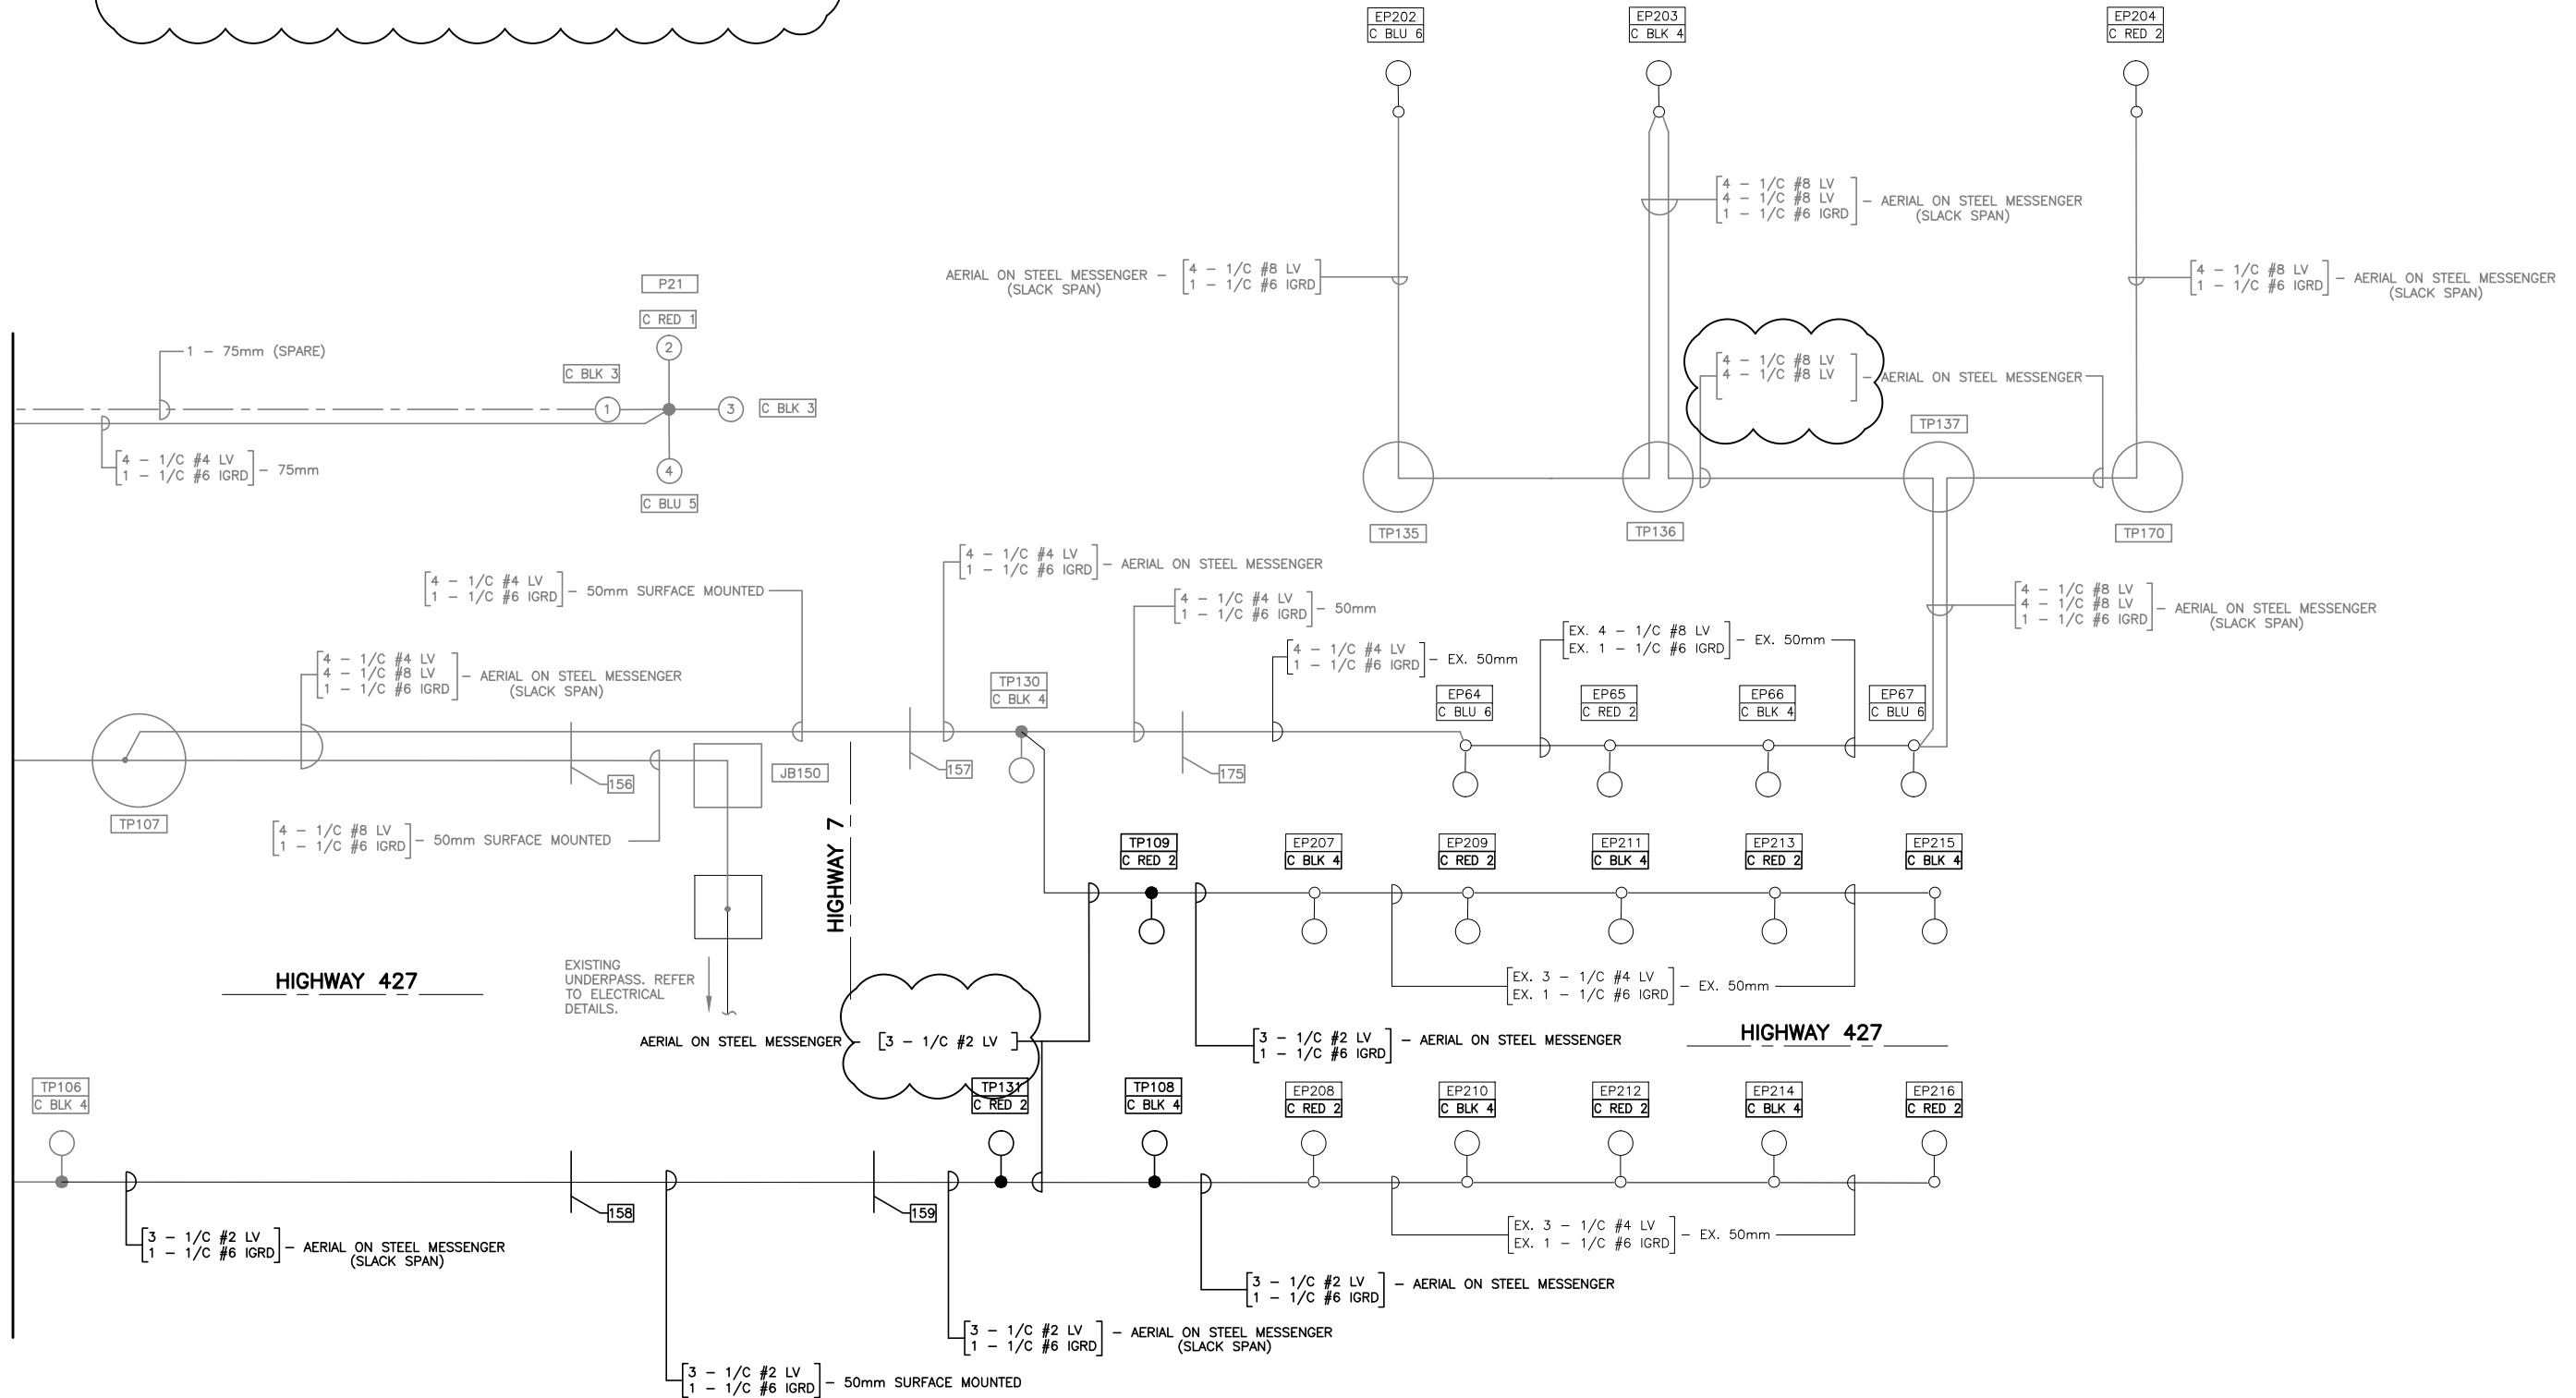 EP202
C BLU 6
EP203
C BLK 4
EP204
C RED 2
4 - 1/C #8 LV
4 - 1/C #8 LV
1 - 1/C #6 IGRD
- AERIAL ON STEEL MESSENGER
(SLACK SPAN)
AERIAL ON STEEL MESSENGER -
(SLACK SPAN)
4 - 1/C #8 LV
1 - 1/C #6 IGRD
4 - 1/C #8 LV
1 - 1/C #6 IGRD
- AERIAL ON STEEL MESSENGER
(SLACK SPAN)
P21
C RED 1
2
1 - 75mm (SPARE)
C BLK 3
1
3
C BLK 3
4 - 1/C #4 LV
1 - 1/C #6 IGRD
- 75mm
4
C BLU 5
4 - 1/C #8 LV
4 - 1/C #8 LV
- AERIAL ON STEEL MESSENGER
TP137
TP135
TP136
TP170
4 - 1/C #4 LV
1 - 1/C #6 IGRD
- AERIAL ON STEEL MESSENGER
4 - 1/C #4 LV
1 - 1/C #6 IGRD
- 50mm SURFACE MOUNTED
4 - 1/C #4 LV
1 - 1/C #6 IGRD
- 50mm
4 - 1/C #8 LV
4 - 1/C #8 LV
1 - 1/C #6 IGRD
- AERIAL ON STEEL MESSENGER
(SLACK SPAN)
EX. 4 - 1/C #8 LV
EX. 1 - 1/C #6 IGRD
- EX. 50mm
4 - 1/C #4 LV
1 - 1/C #6 IGRD
- EX. 50mm
4 - 1/C #4 LV
4 - 1/C #8 LV
1 - 1/C #6 IGRD
- AERIAL ON STEEL MESSENGER
(SLACK SPAN)
TP130
C BLK 4
EP64
C BLU 6
EP65
C RED 2
EP66
C BLK 4
EP67
C BLU 6
156
JB150
157
175
TP107
4 - 1/C #8 LV
1 - 1/C #6 IGRD
- 50mm SURFACE MOUNTED
HIGHWAY 7
TP109
C RED 2
EP207
C BLK 4
EP209
C RED 2
EP211
C BLK 4
EP213
C RED 2
EP215
C BLK 4
HIGHWAY 427
EXISTING
UNDERPASS. REFER
TO ELECTRICAL
DETAILS.
EX. 3 - 1/C #4 LV
EX. 1 - 1/C #6 IGRD
- EX. 50mm
AERIAL ON STEEL MESSENGER -
3 - 1/C #2 LV
3 - 1/C #2 LV
1 - 1/C #6 IGRD
- AERIAL ON STEEL MESSENGER
HIGHWAY 427
TP106
C BLK 4
TP131
C RED 2
TP108
C BLK 4
EP208
C RED 2
EP210
C BLK 4
EP212
C RED 2
EP214
C BLK 4
EP216
C RED 2
158
159
3 - 1/C #2 LV
1 - 1/C #6 IGRD
- AERIAL ON STEEL MESSENGER
(SLACK SPAN)
EX. 3 - 1/C #4 LV
EX. 1 - 1/C #6 IGRD
- EX. 50mm
3 - 1/C #2 LV
1 - 1/C #6 IGRD
- AERIAL ON STEEL MESSENGER
3 - 1/C #2 LV
1 - 1/C #6 IGRD
- AERIAL ON STEEL MESSENGER
(SLACK SPAN)
3 - 1/C #2 LV
1 - 1/C #6 IGRD
- 50mm SURFACE MOUNTED